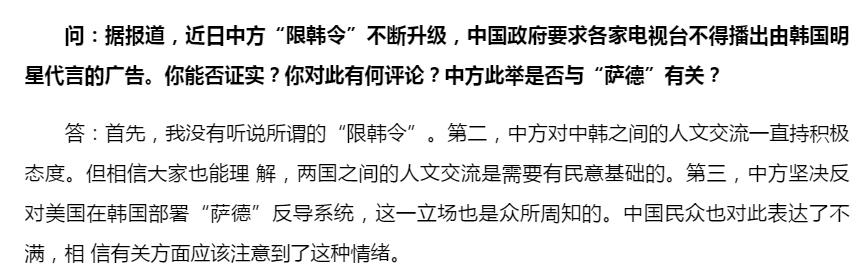 问：据报道，近日中方“限韩令”不断升级，中国政府要求各家电视台不得播出由韩国明
星代言的广告。你能否证实？你对此有何评论？中方此举是否与“萨德”有关？
答：首先，我没有听说所谓的“限韩令”。第二，中方对中韩之间的人文交流一直持积极
态度。但相信大家也能理 解，两国之间的人文交流是需要有民意基础的。第三，中方坚决反
对美国在韩国部署“萨德”反导系统，这一立场也是众所周知的。中国民众也对此表达了不
满，相 信有关方面应该注意到了这种情绪。